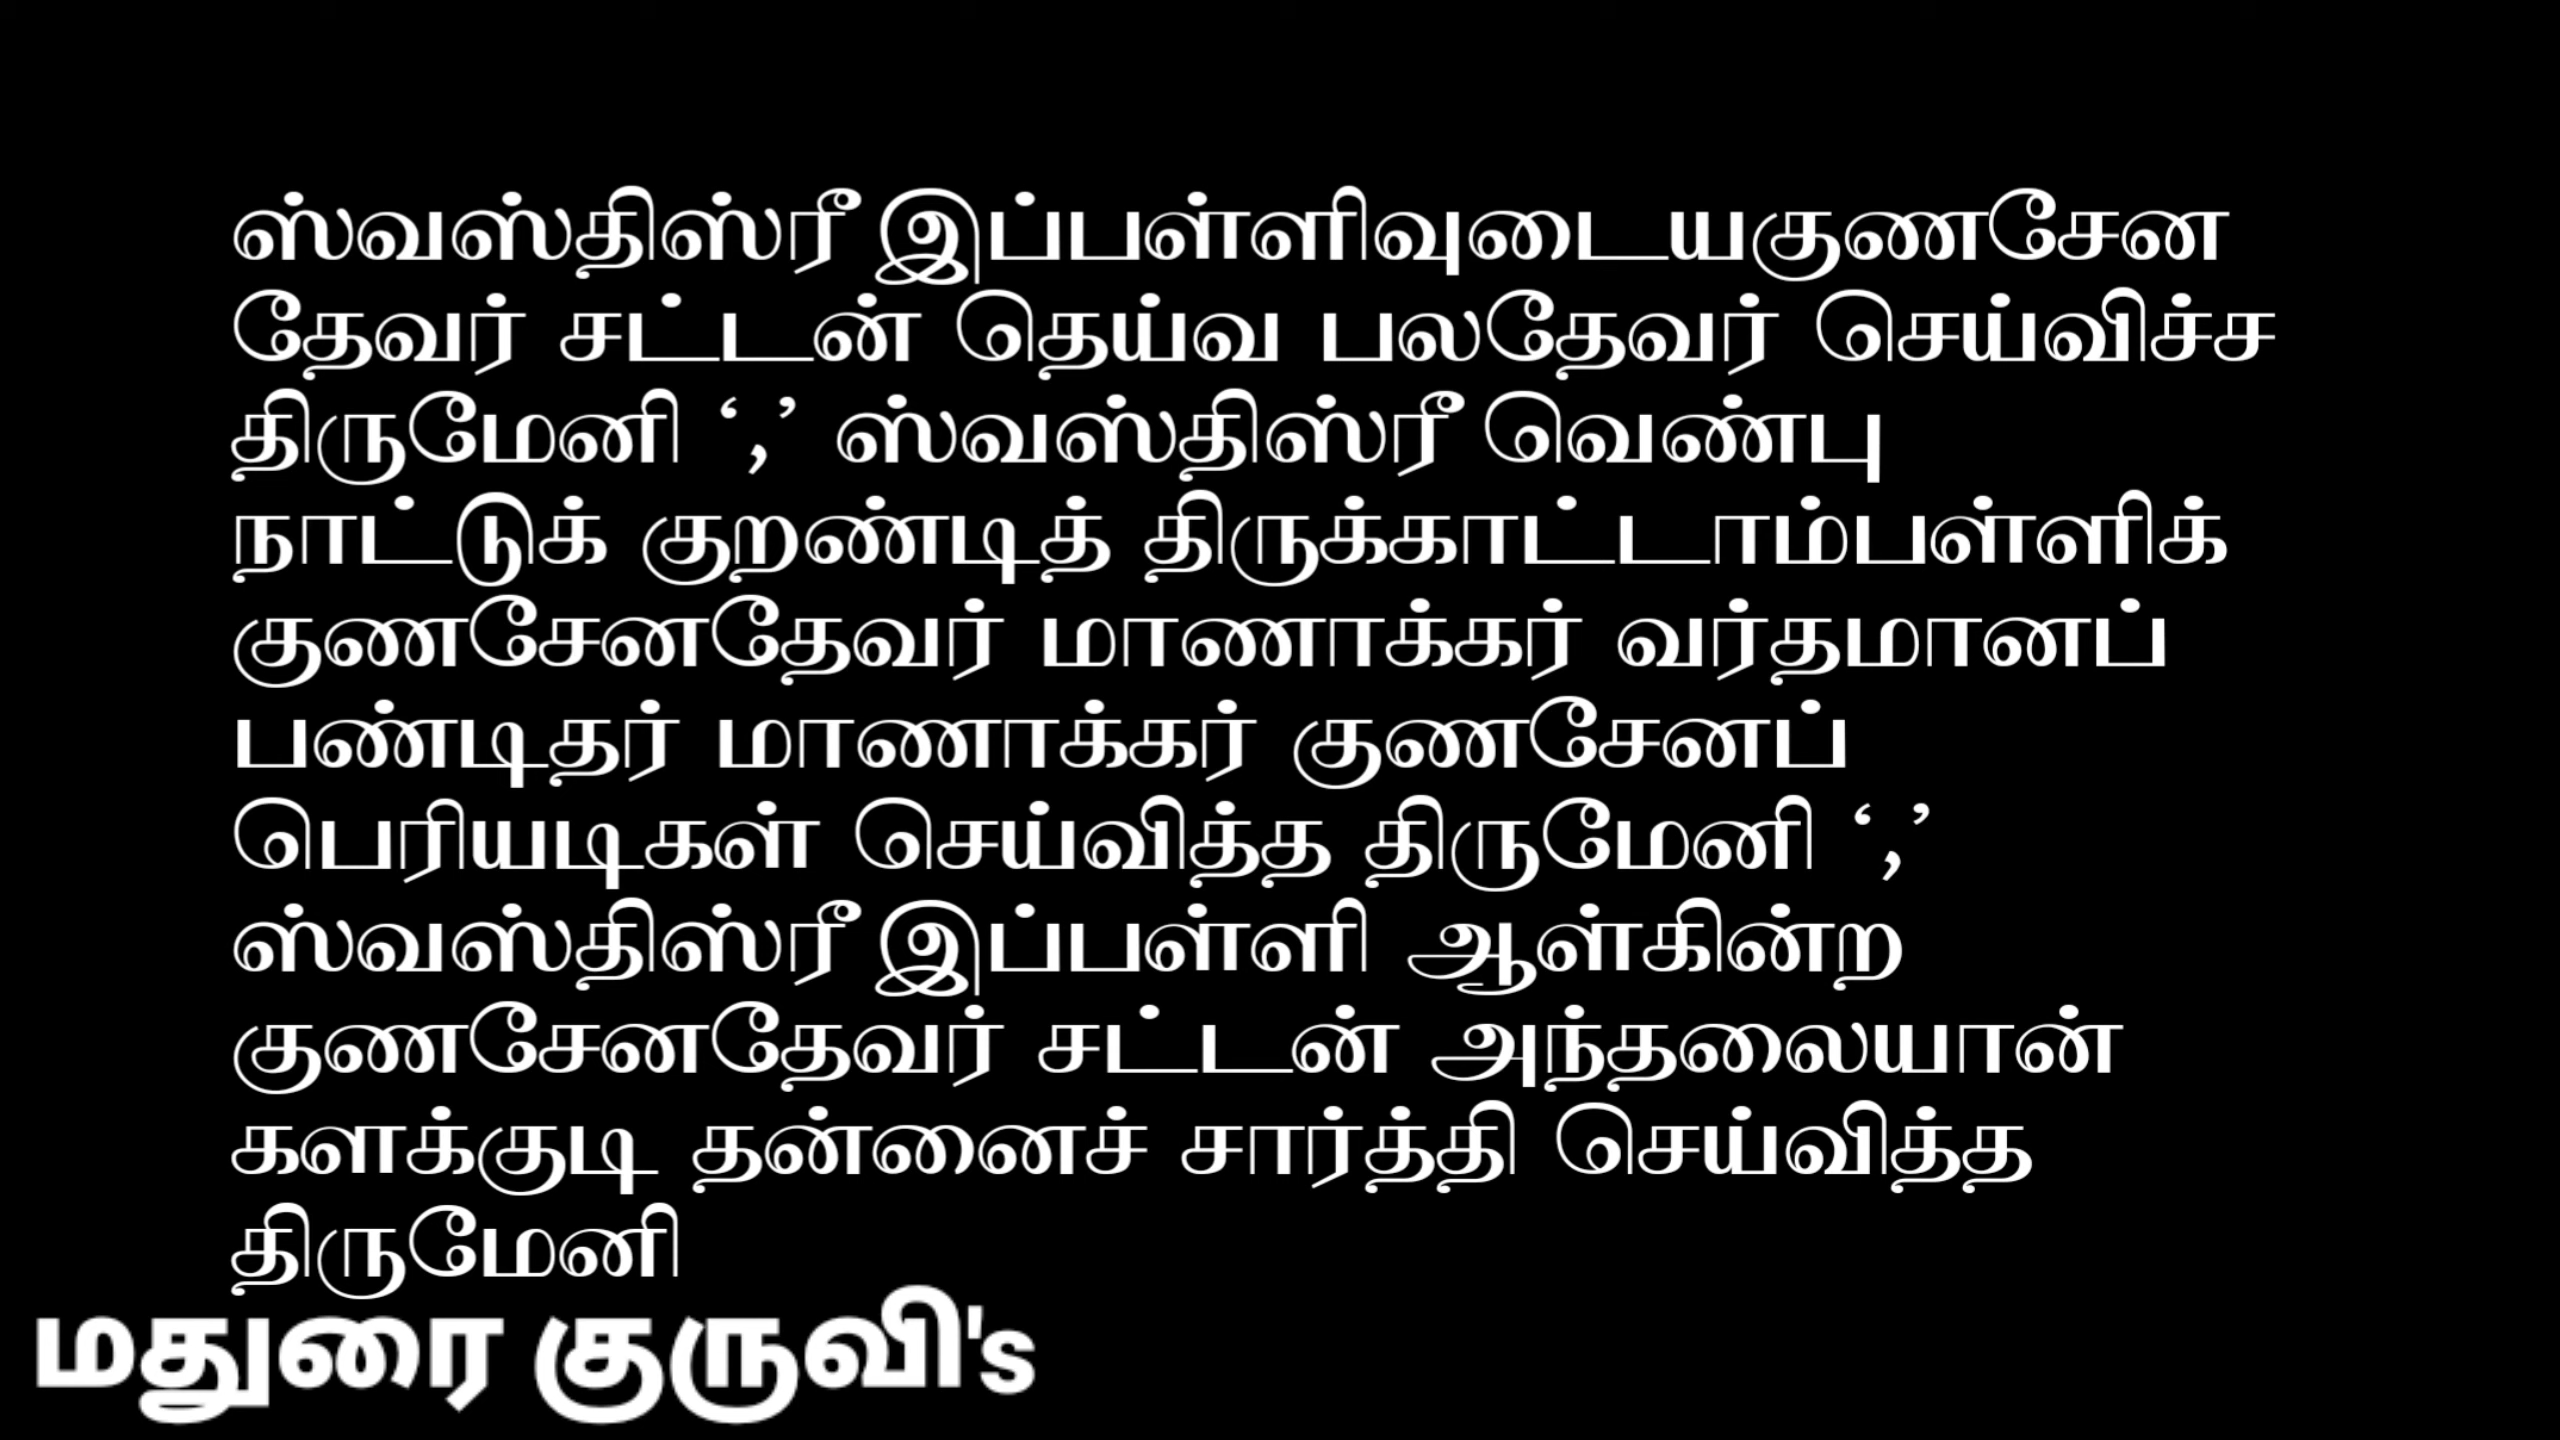 ஸ்வஸ்திஸ்ரீ இப்பள்ளிவுடையகுணசேன
தேவர் சட்டன் தெய்வ பலதேவர் செய்விச்ச
திருமேனி ‘,’ ஸ்வஸ்திஸ்ரீ வெண்பு
நாட்டுக் குறண்டித் திருக்காட்டாம்பள்ளிக்
குணசேனதேவர் மாணாக்கர் வர்தமானப்
பண்டிதர் மாணாக்கர் குணசேனப்
பெரியடிகள் செய்வித்த திருமேனி ‘,’
ஸ்வஸ்திஸ்ரீ இப்பள்ளி ஆள்கின்ற
குணசேனதேவர் சட்டன் அந்தலையான்
களக்குடி தன்னைச் சார்த்தி செய்வித்த
திருமேனி
மதுரை குருவி's